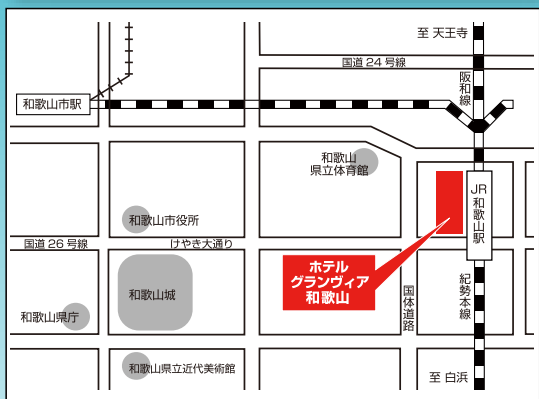 至 天王寺
国道24号線
阪和線
和歌山市駅
和歌山
県立体育館
JR
和歌山駅
和歌山市役所
国道26号線
けやき大通り
ホテル
グランヴィア
和歌山
国体道路
紀勢本線
和歌山城
和歌山県庁
和歌山県立近代美術館
至 白浜